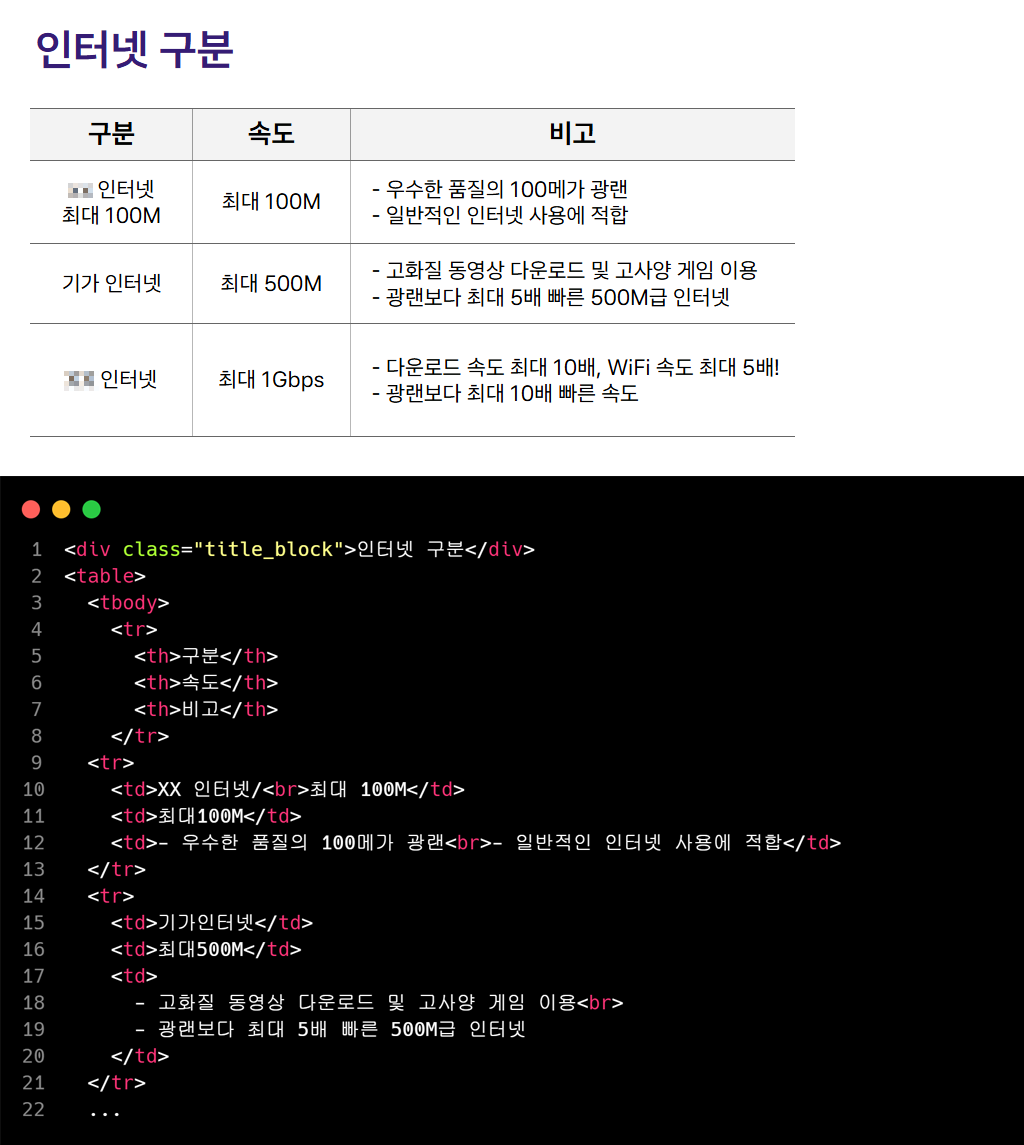 인터넷 구분
구분 속도 비고
인터넷
최대 100M
최대 100M
- 우수한 품질의 100메가 광랜
- 일반적인 인터넷 사용에 적합
기가 인터넷
최대 500M
- 고화질 동영상 다운로드 및 고사양 게임 이용
- 광랜보다 최대 5배 빠른 500M급 인터넷
인터넷
최대 1Gbps
- 다운로드 속도 최대 10배, WiFi 속도 최대 5배!
- 광랜보다 최대 10배 빠른 속도
1 <div class="title_block">인터넷 구분</div>
2 <table>
3   <tbody>
4     <tr>
5       <th>구분</th>
6       <th>속도</th>
7       <th>비고</th>
8     </tr>
9   <tr>
10     <td>XX 인터넷/<br>최대 100M</td>
11     <td>최대100M</td>
12     <td>- 우수한 품질의 100메가 광랜<br>- 일반적인 인터넷 사용에 적합</td>
13   </tr>
14   <tr>
15     <td>기가인터넷</td>
16     <td>최대500M</td>
17     <td>
18       - 고화질 동영상 다운로드 및 고사양 게임 이용<br>
19       - 광랜보다 최대 5배 빠른 500M급 인터넷
20     </td>
21   </tr>
22   ...